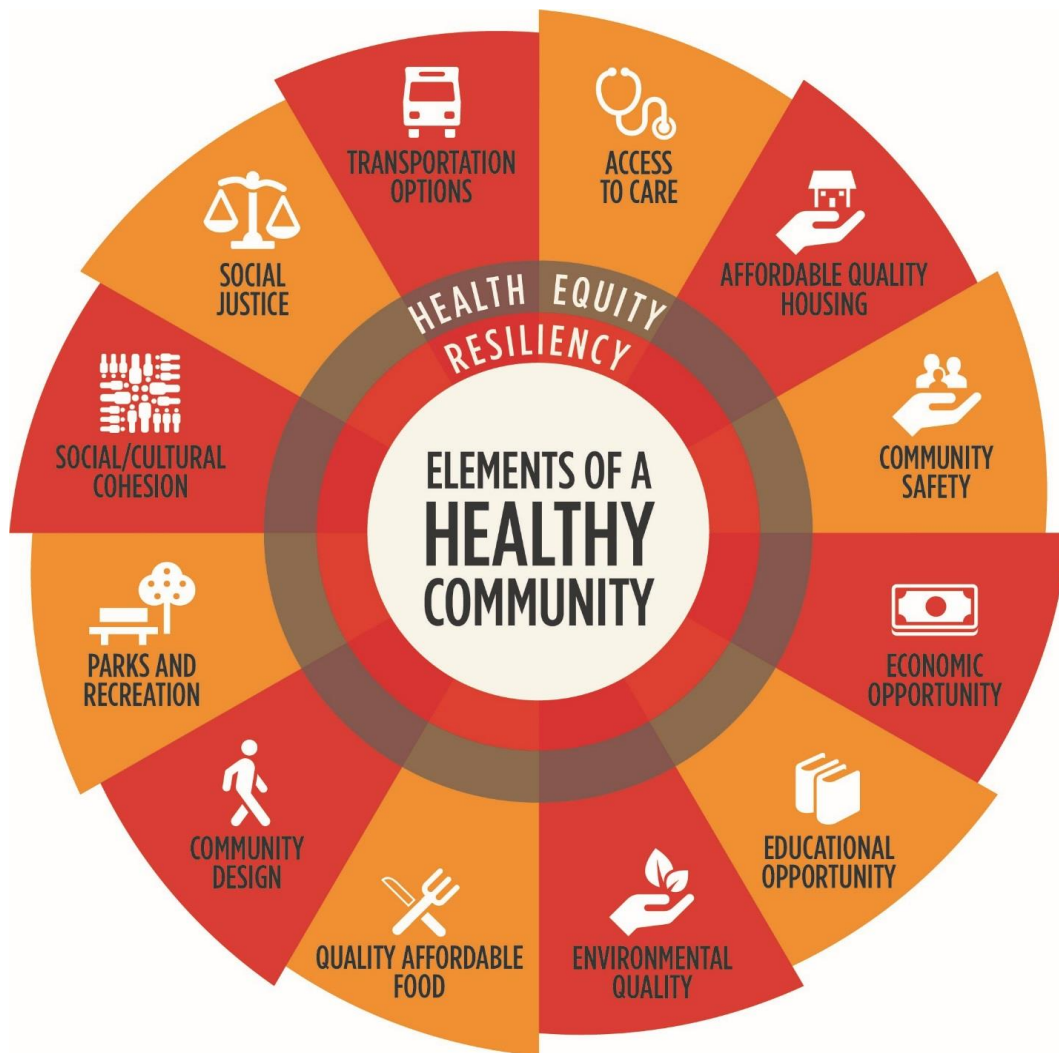 ELEMENTS OF A
HEALTHY
COMMUNITY
HEALTH EQUITY
RESILIENCY
ACCESS
TO CARE
AFFORDABLE QUALITY
HOUSING
COMMUNITY
SAFETY
ECONOMIC
OPPORTUNITY
EDUCATIONAL
OPPORTUNITY
ENVIRONMENTAL
QUALITY
QUALITY AFFORDABLE
FOOD
COMMUNITY
DESIGN
PARKS AND
RECREATION
SOCIAL/CULTURAL
COHESION
SOCIAL
JUSTICE
TRANSPORTATION
OPTIONS